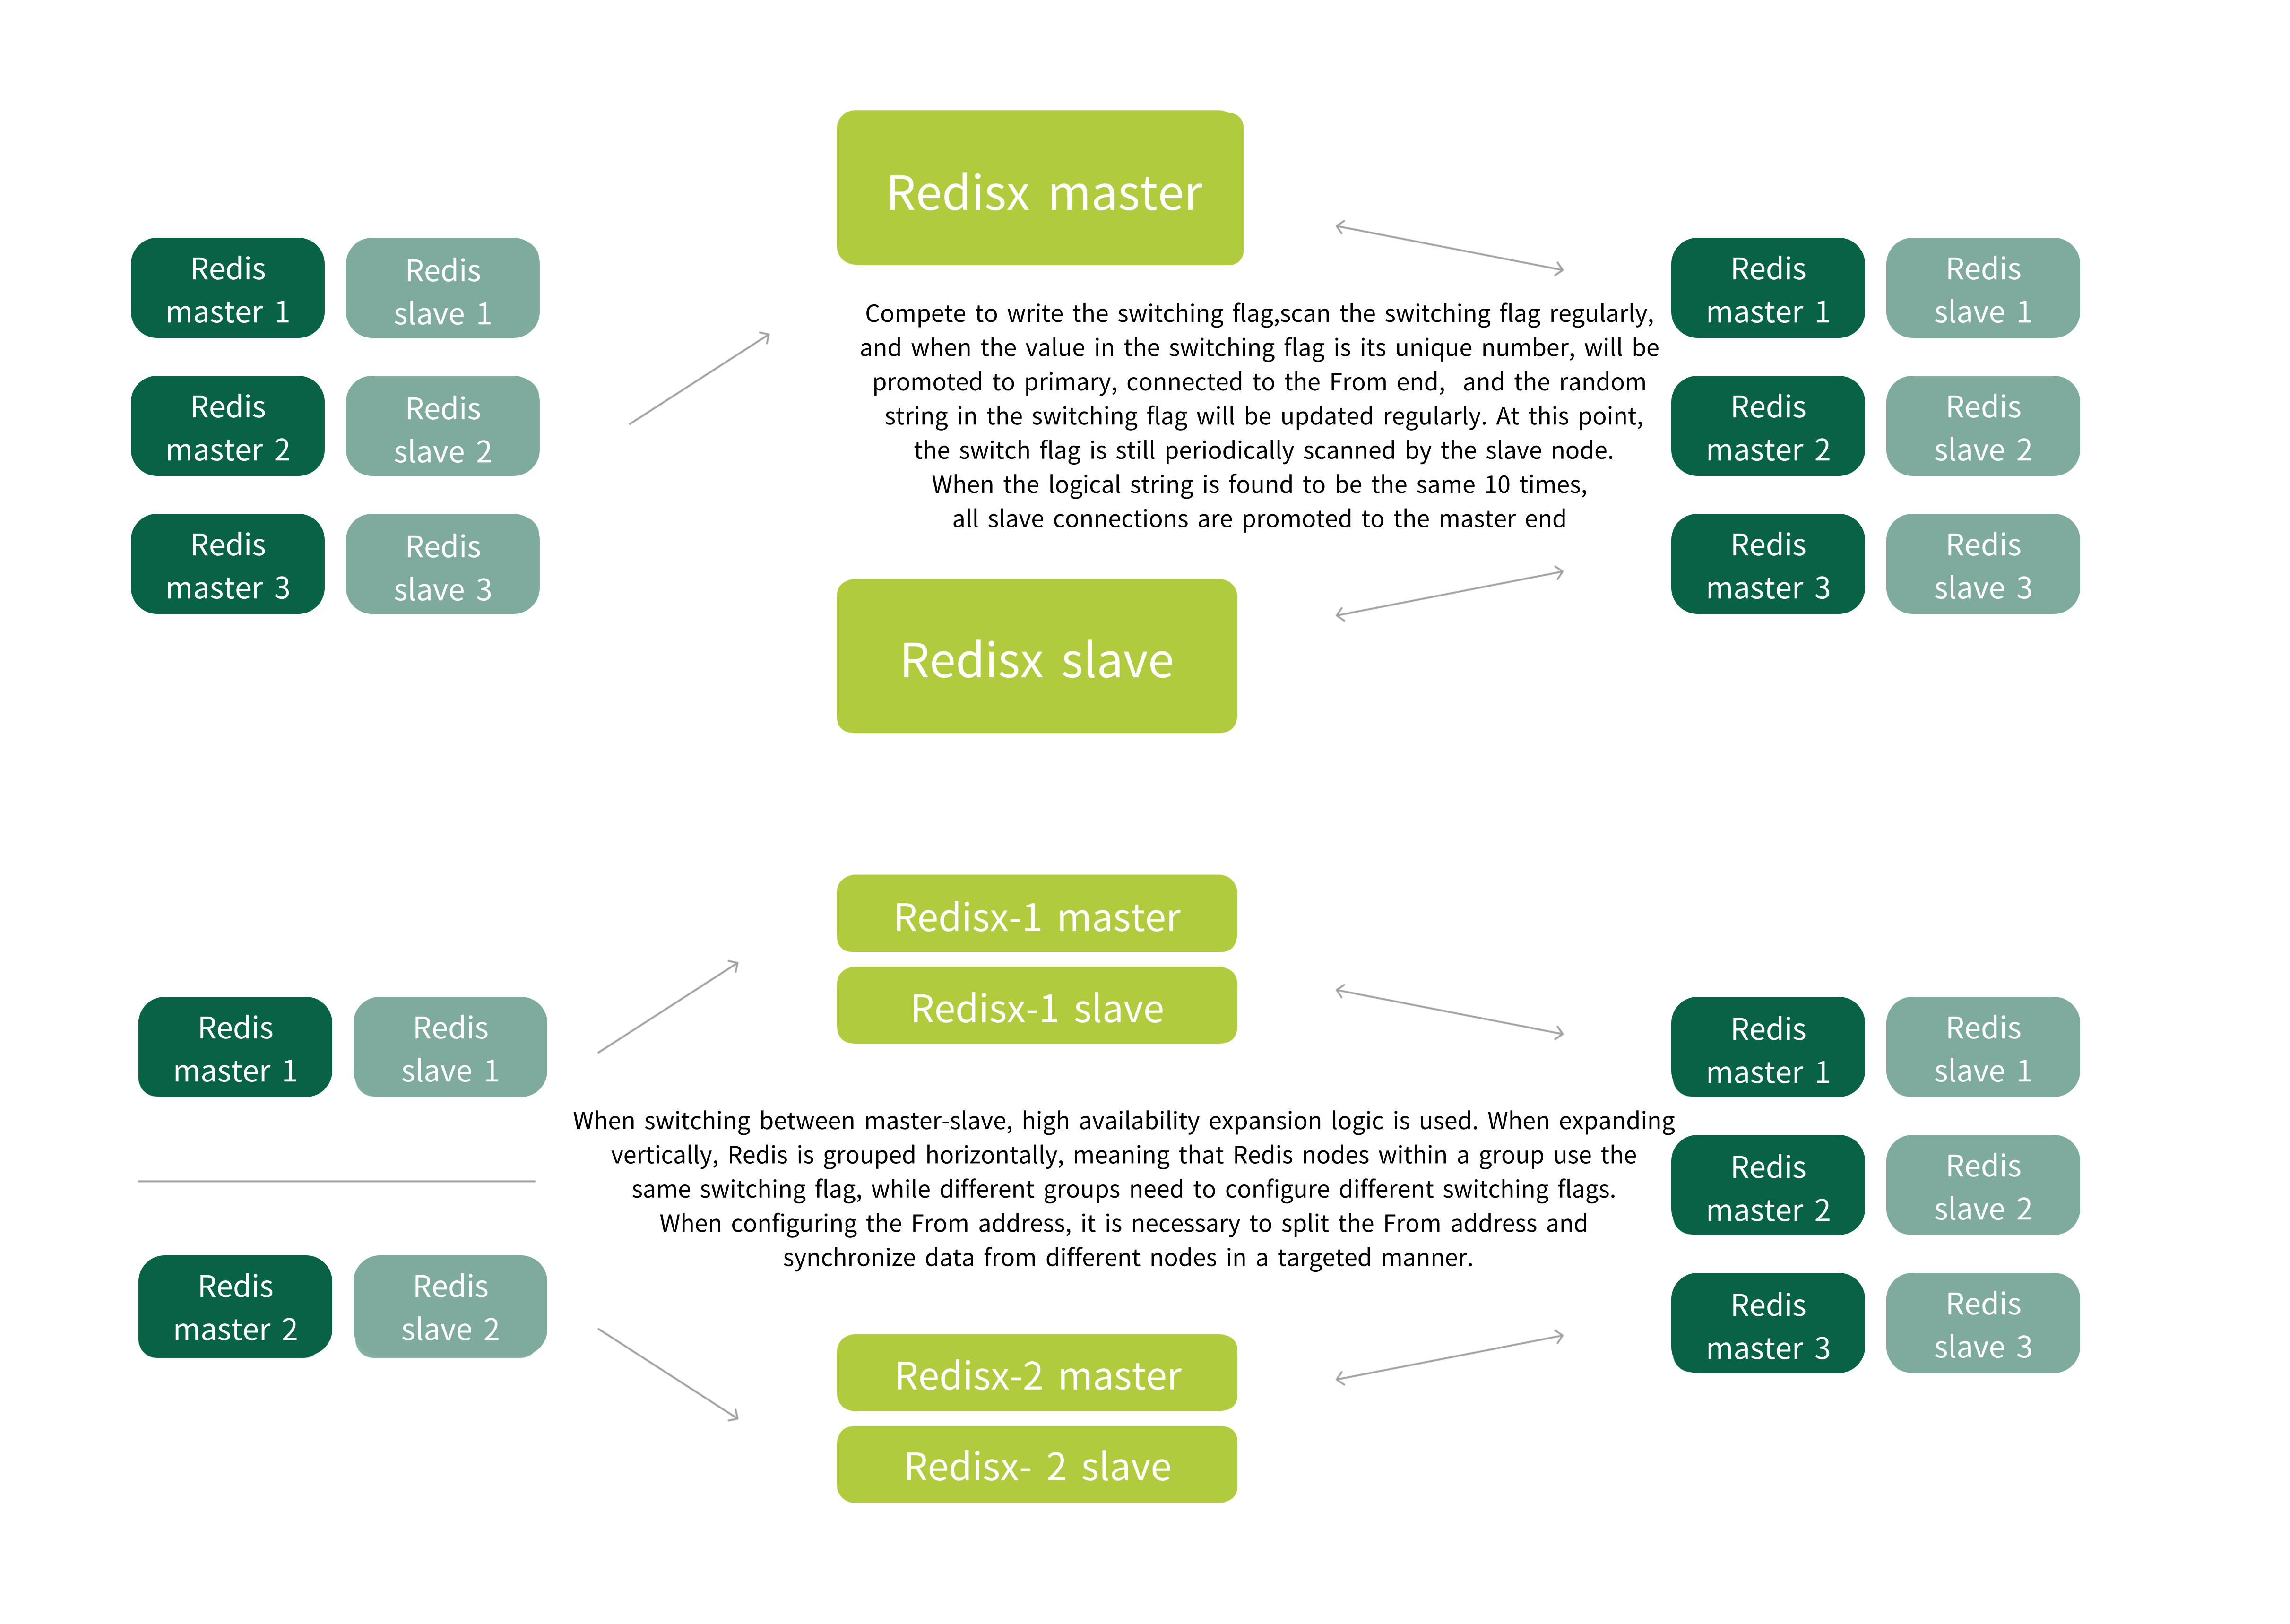 Redisx master
Redis
master 1
Redis
slave 1
Redis
master 2
Redis
slave 2
Redis
master 3
Redis
slave 3
Compete to write the switching flag,scan the switching flag regularly,
and when the value in the switching flag is its unique number, will be
promoted to primary, connected to the From end,  and the random
string in the switching flag will be updated regularly. At this point,
the switch flag is still periodically scanned by the slave node.
When the logical string is found to be the same 10 times,
all slave connections are promoted to the master end
Redis
master 1
Redis
slave 1
Redis
master 2
Redis
slave 2
Redis
master 3
Redis
slave 3
Redisx slave
Redisx-1 master
Redisx-1 slave
Redis
master 1
Redis
slave 1
When switching between master-slave, high availability expansion logic is used. When expanding
vertically, Redis is grouped horizontally, meaning that Redis nodes within a group use the
same switching flag, while different groups need to configure different switching flags.
When configuring the From address, it is necessary to split the From address and
synchronize data from different nodes in a targeted manner.
Redis
master 2
Redis
slave 2
Redis
master 1
Redis
slave 1
Redis
master 2
Redis
slave 2
Redis
master 3
Redis
slave 3
Redisx-2 master
Redisx- 2 slave